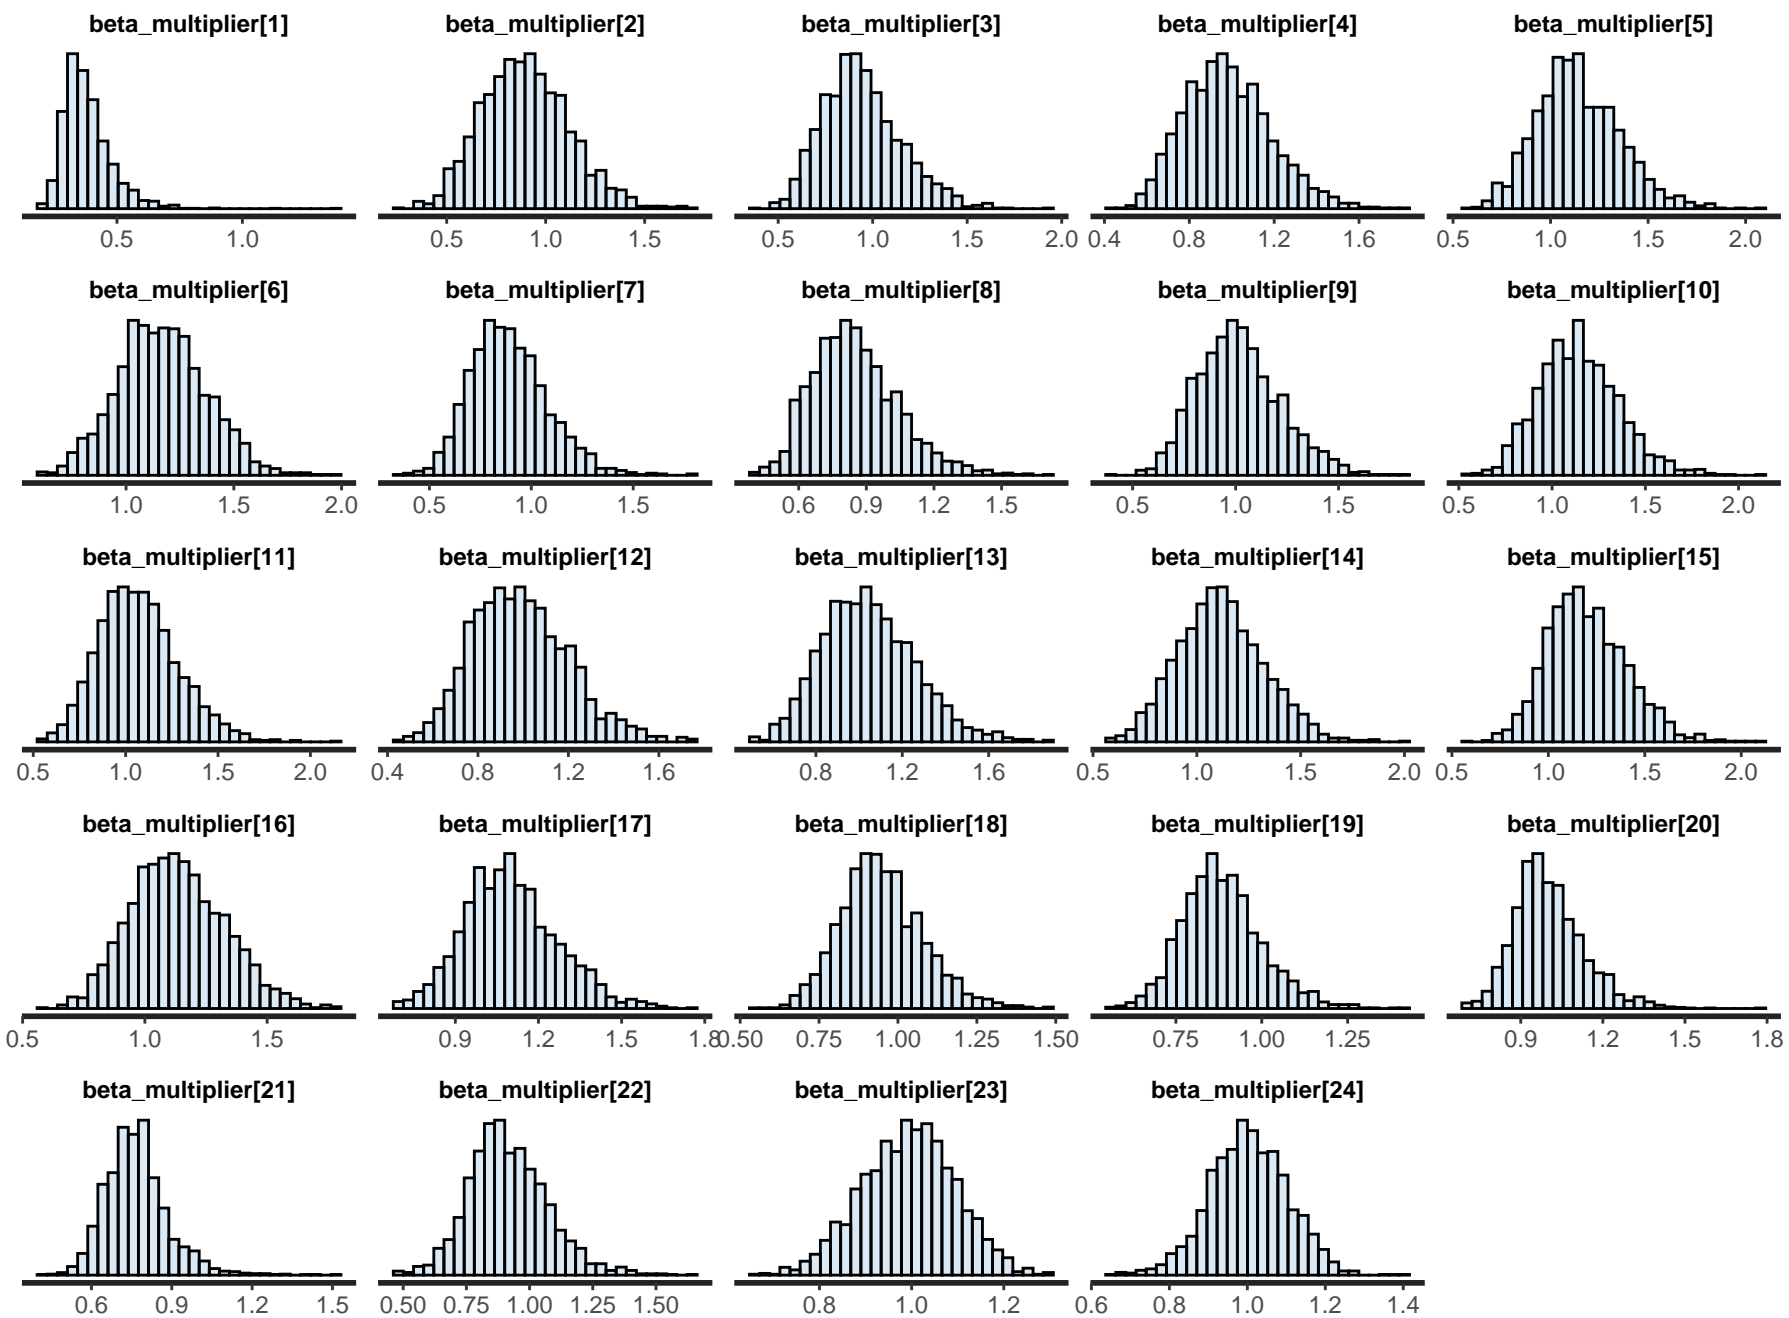 beta_multiplier[1] beta_multiplier[2] beta_multiplier[3] beta_multiplier[4] beta_multiplier[5]
0.5 1.0 0.5 1.0 1.5 0.5 1.0 1.5 2.0 0.4 0.8 1.2 1.6 0.5 1.0 1.5 2.0
beta_multiplier[6] beta_multiplier[7] beta_multiplier[8] beta_multiplier[9] beta_multiplier[10]
1.0 1.5 2.0 0.5 1.0 1.5 0.6 0.9 1.2 1.5 0.5 1.0 1.5 0.5 1.0 1.5 2.0
beta_multiplier[11] beta_multiplier[12] beta_multiplier[13] beta_multiplier[14] beta_multiplier[15]
0.5 1.0 1.5 2.0 0.4 0.8 1.2 1.6 0.8 1.2 1.6 0.5 1.0 1.5 2.0 0.5 1.0 1.5 2.0
beta_multiplier[16] beta_multiplier[17] beta_multiplier[18] beta_multiplier[19] beta_multiplier[20]
0.5 1.0 1.5 0.9 1.2 1.5 1.8 0.50 0.75 1.00 1.25 1.50 0.75 1.00 1.25 0.9 1.2 1.5 1.8
beta_multiplier[21] beta_multiplier[22] beta_multiplier[23] beta_multiplier[24]
0.6 0.9 1.2 1.5 0.50 0.75 1.00 1.25 1.50 0.8 1.0 1.2 0.6 0.8 1.0 1.2 1.4